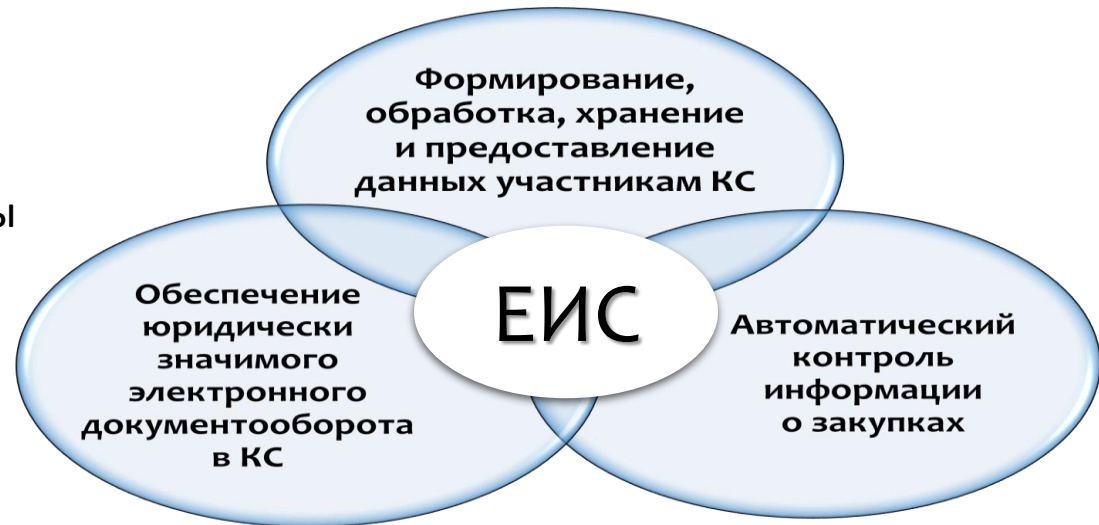 Формирование,
обработка, хранение
и предоставление
данных участникам КС
ы
ЕИС
Обеспечение
юридически
значимого
электронного
документооборота
в КС
Автоматический
контроль
информации
о закупках